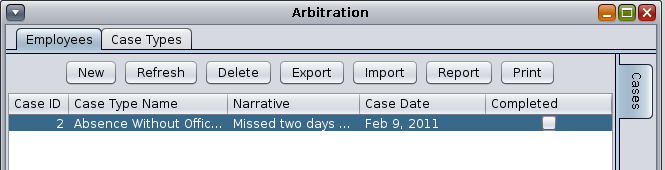 Arbitration
Employees Case Types
New Refresh Delete Export Import Report Print
Cases
Case ID Case Type Name Narrative Case Date Completed
2 Absence Without Offic... Missed two days ... Feb 9, 2011